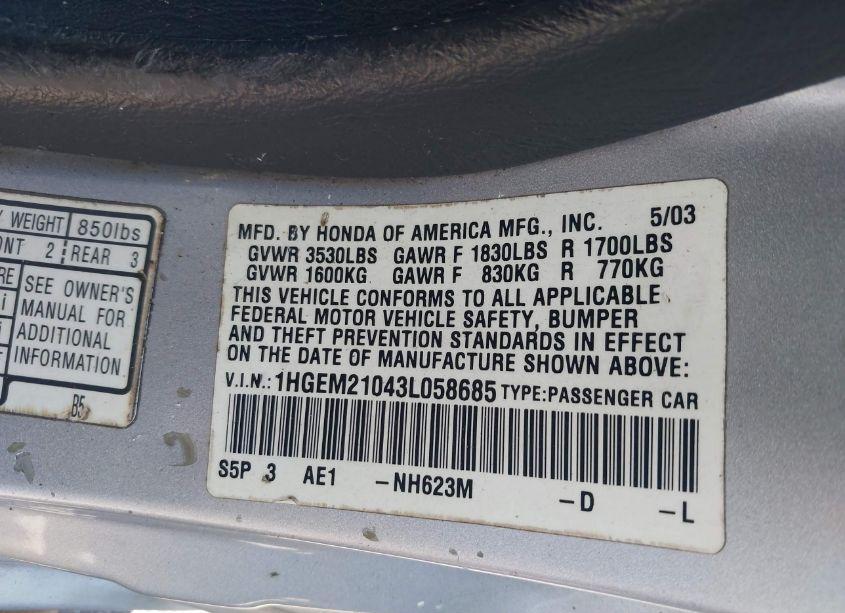 WEIGHT 850lbs
FRONT 2 REAR 3
SEE OWNER'S
MANUAL FOR
ADDITIONAL
INFORMATION.
B5
MFD. BY HONDA OF AMERICA MFG., INC. 5/03
GVWR 3530LBS GAWR F 1830LBS R 1700LBS
GVWR 1600KG GAWR F 830KG R 770KG
THIS VEHICLE CONFORMS TO ALL APPLICABLE
FEDERAL MOTOR VEHICLE SAFETY, BUMPER
AND THEFT PREVENTION STANDARDS IN EFFECT
ON THE DATE OF MANUFACTURE SHOWN ABOVE:
V.I.N.: 1HGEM21043L058685 TYPE:PASSENGER CAR
S5P 3 AE1 -NH623M -D -L